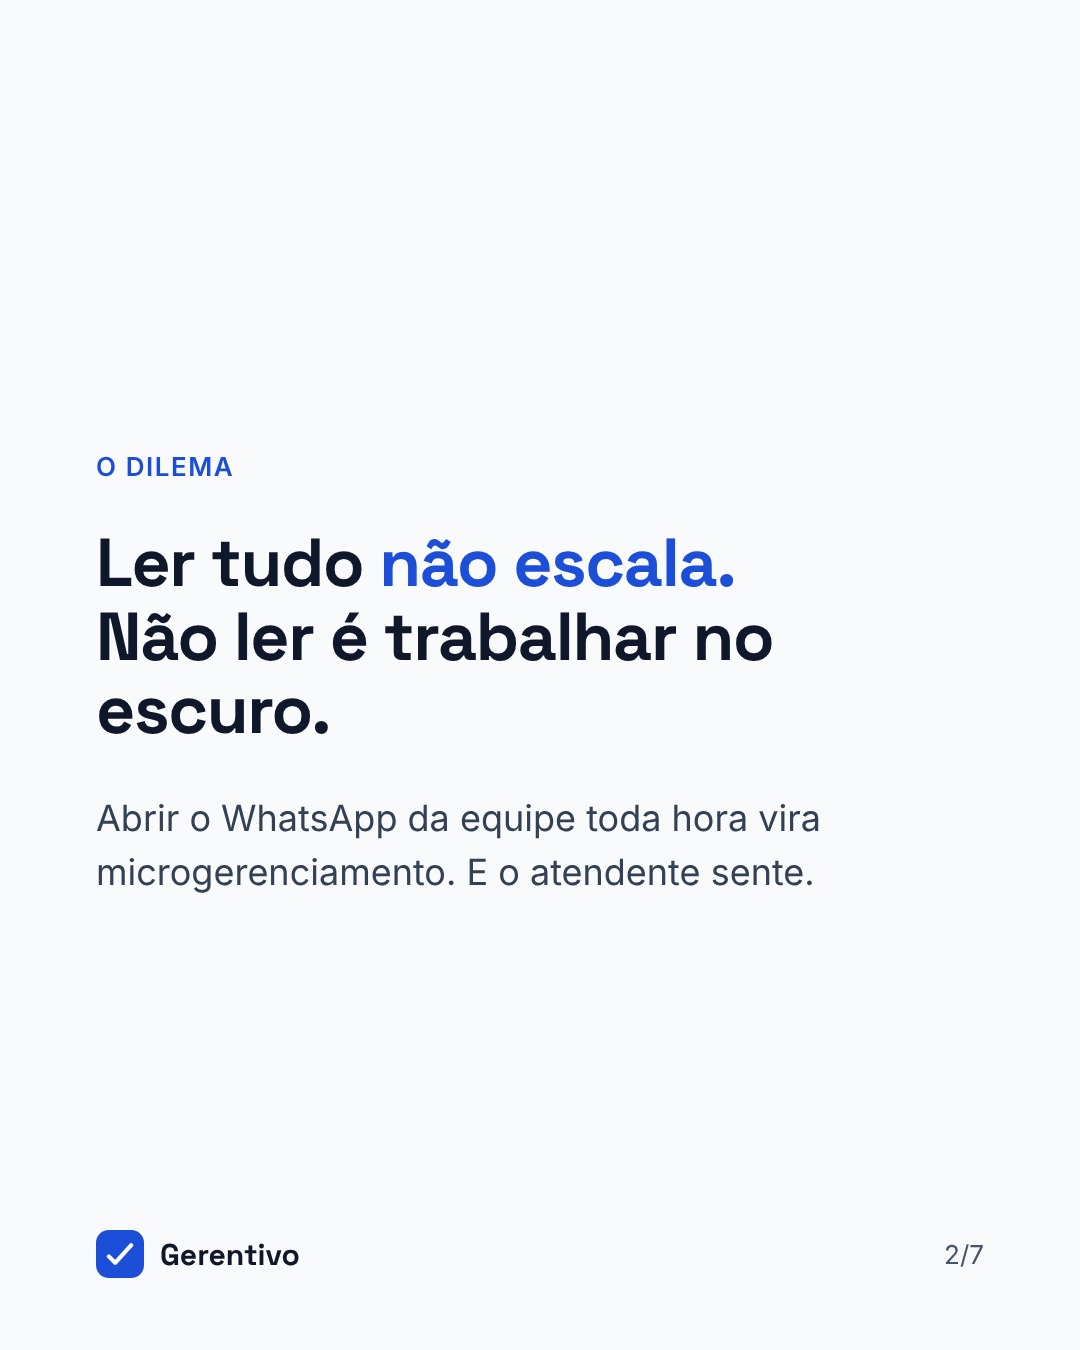 O DILEMA
Ler tudo não escala.
Não ler é trabalhar no
escuro.
Abrir o WhatsApp da equipe toda hora vira
microgerenciamento. E o atendente sente.
Gerentivo
2/7